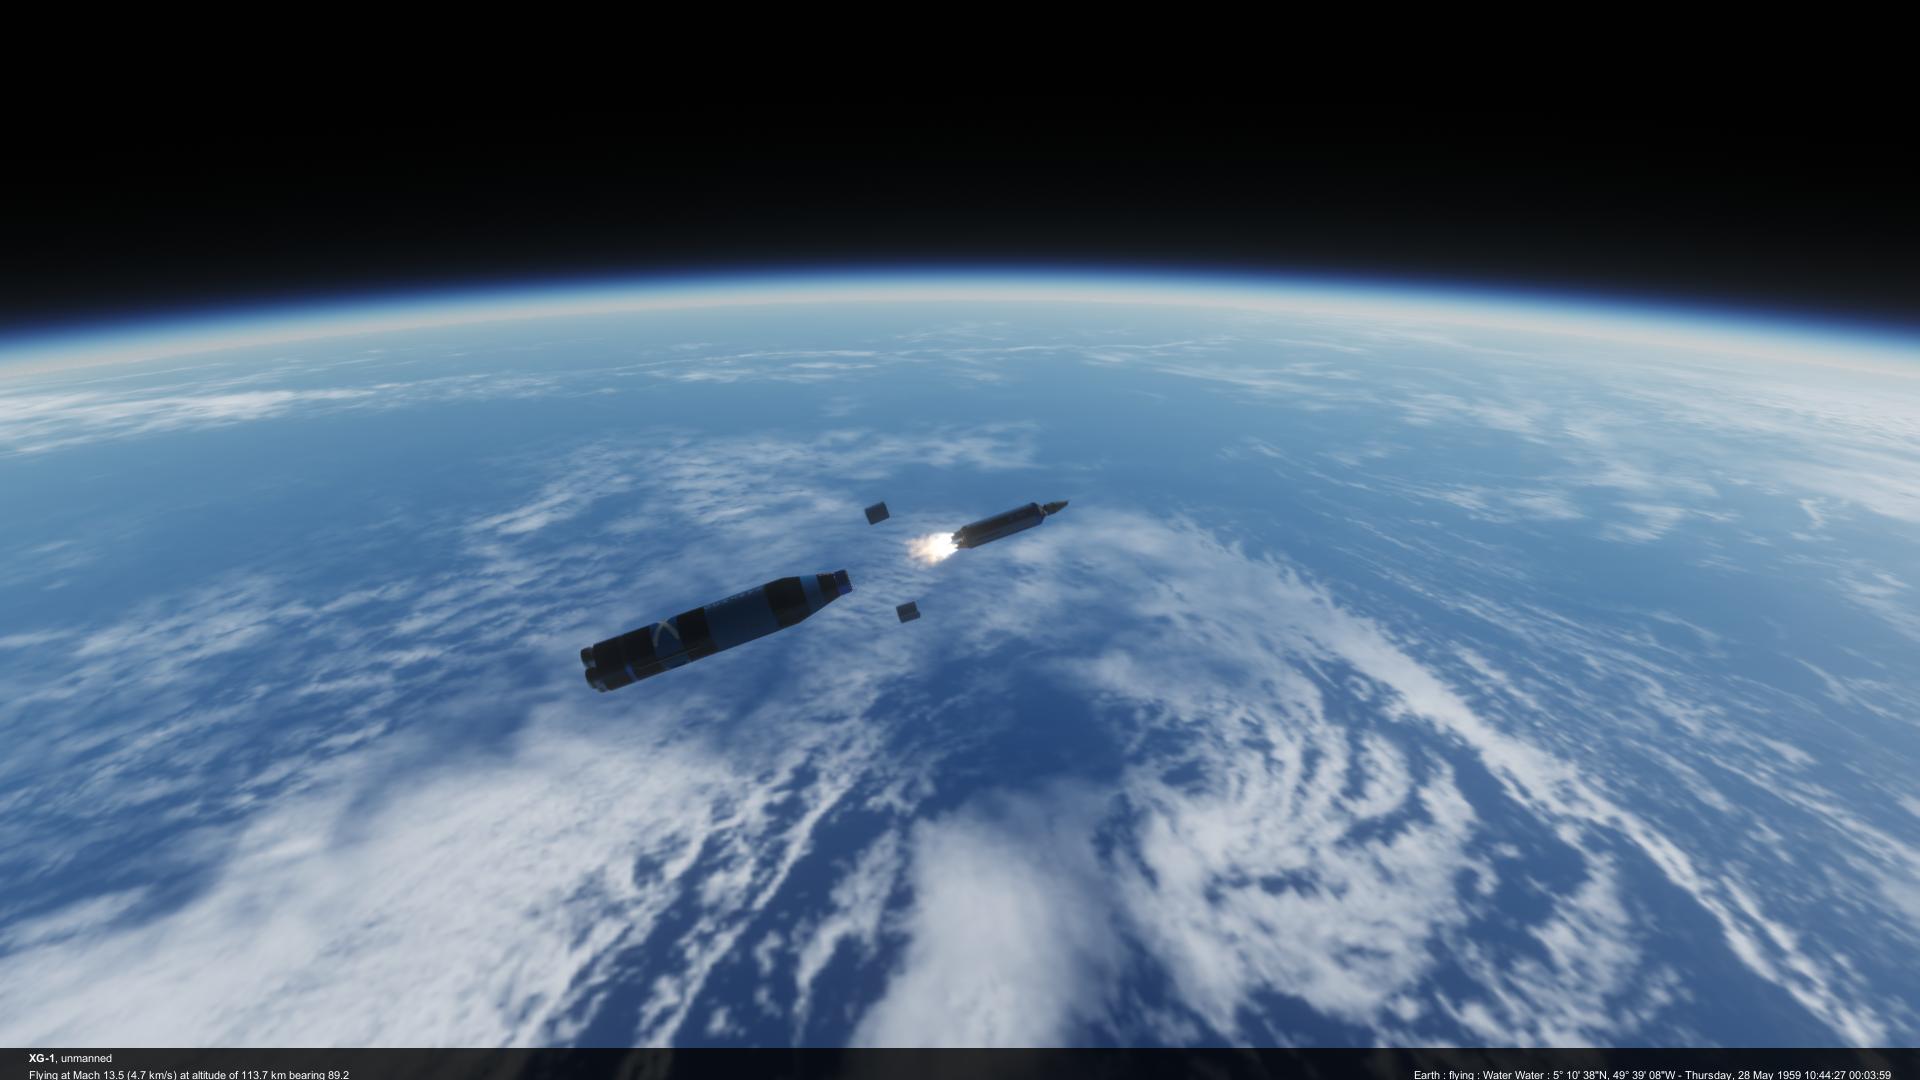 XG-1, unmanned
Flying at Mach 13.5 (4.7 km/s) at altitude of 113.7 km bearing 89.2
Earth : flying : Water Water : 5° 10' 38"N, 49° 39' 08"W - Thursday, 28 May 1959 10:44:27 00:03:59